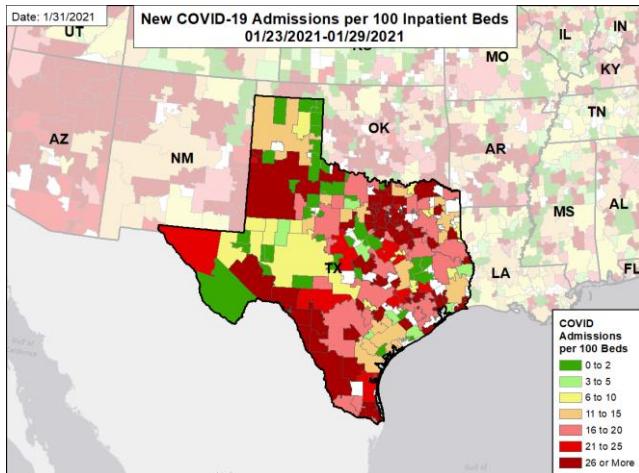 Date: 1/31/2021
New COVID-19 Admissions per 100 Inpatient Beds
01/23/2021-01/29/2021
UT
IL
IN
MO
KY
TN
OK
AZ
NM
AR
MS
AL
TX
LA
FL
Gulf of
California
COVID
Admissions
per 100 Beds
0 to 2
3 to 5
6 to 10
11 to 15
16 to 20
21 to 25
26 or More